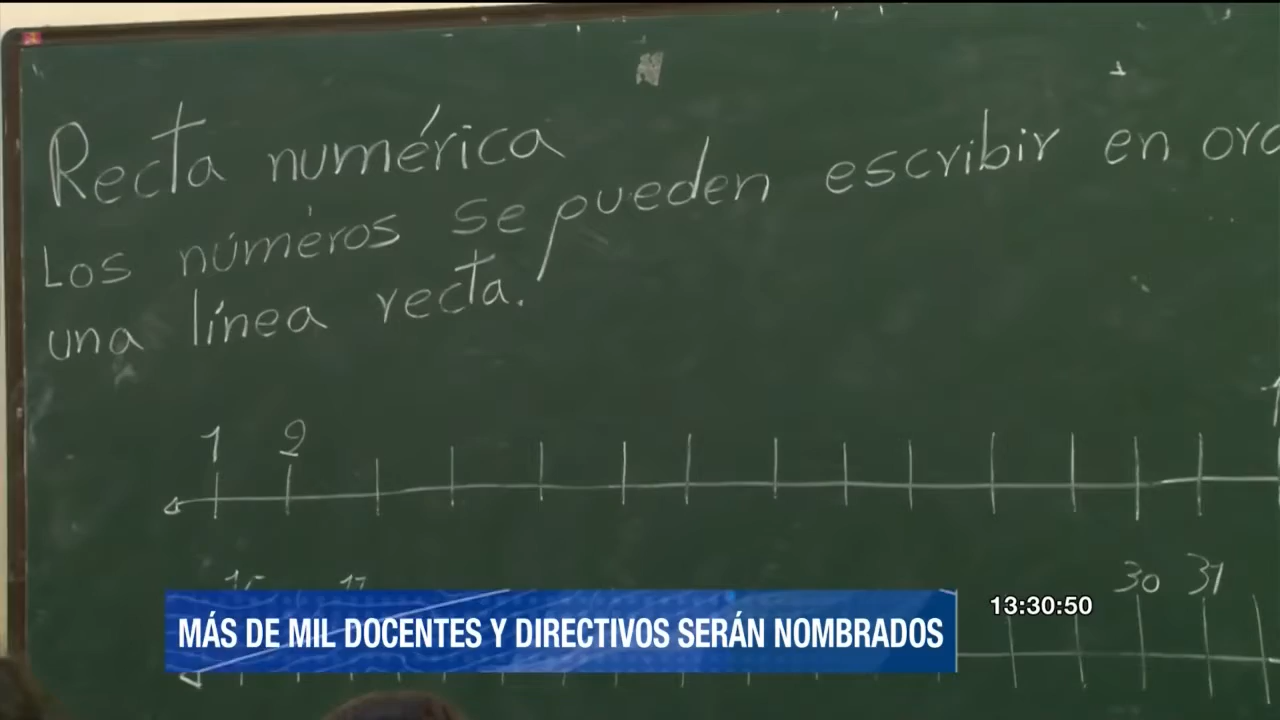 Recta numérica
Los números se pueden escribir en
una línea recta.
1 2
30 31
MÁS DE MIL DOCENTES Y DIRECTIVOS SERÁN NOMBRADOS
13:30:50